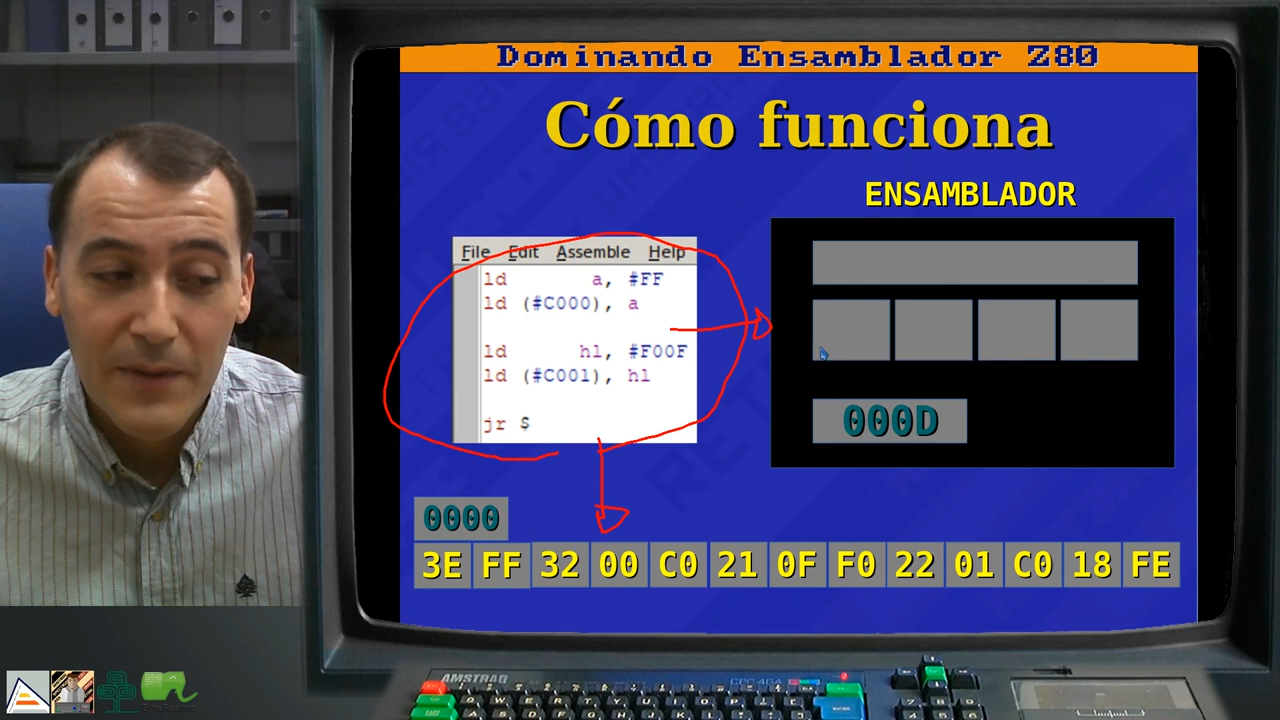 Dominando Ensamblador Z80
Cómo funciona
ENSAMBLADOR
File Edit Assemble Help
ld a, #FF
ld (#C000), a
ld hl, #F00F
ld (#C001), hl
jr $
000D
0000
3E FF 32 00 C0 21 0F F0 22 01 C0 18 FE
AMSTRAD